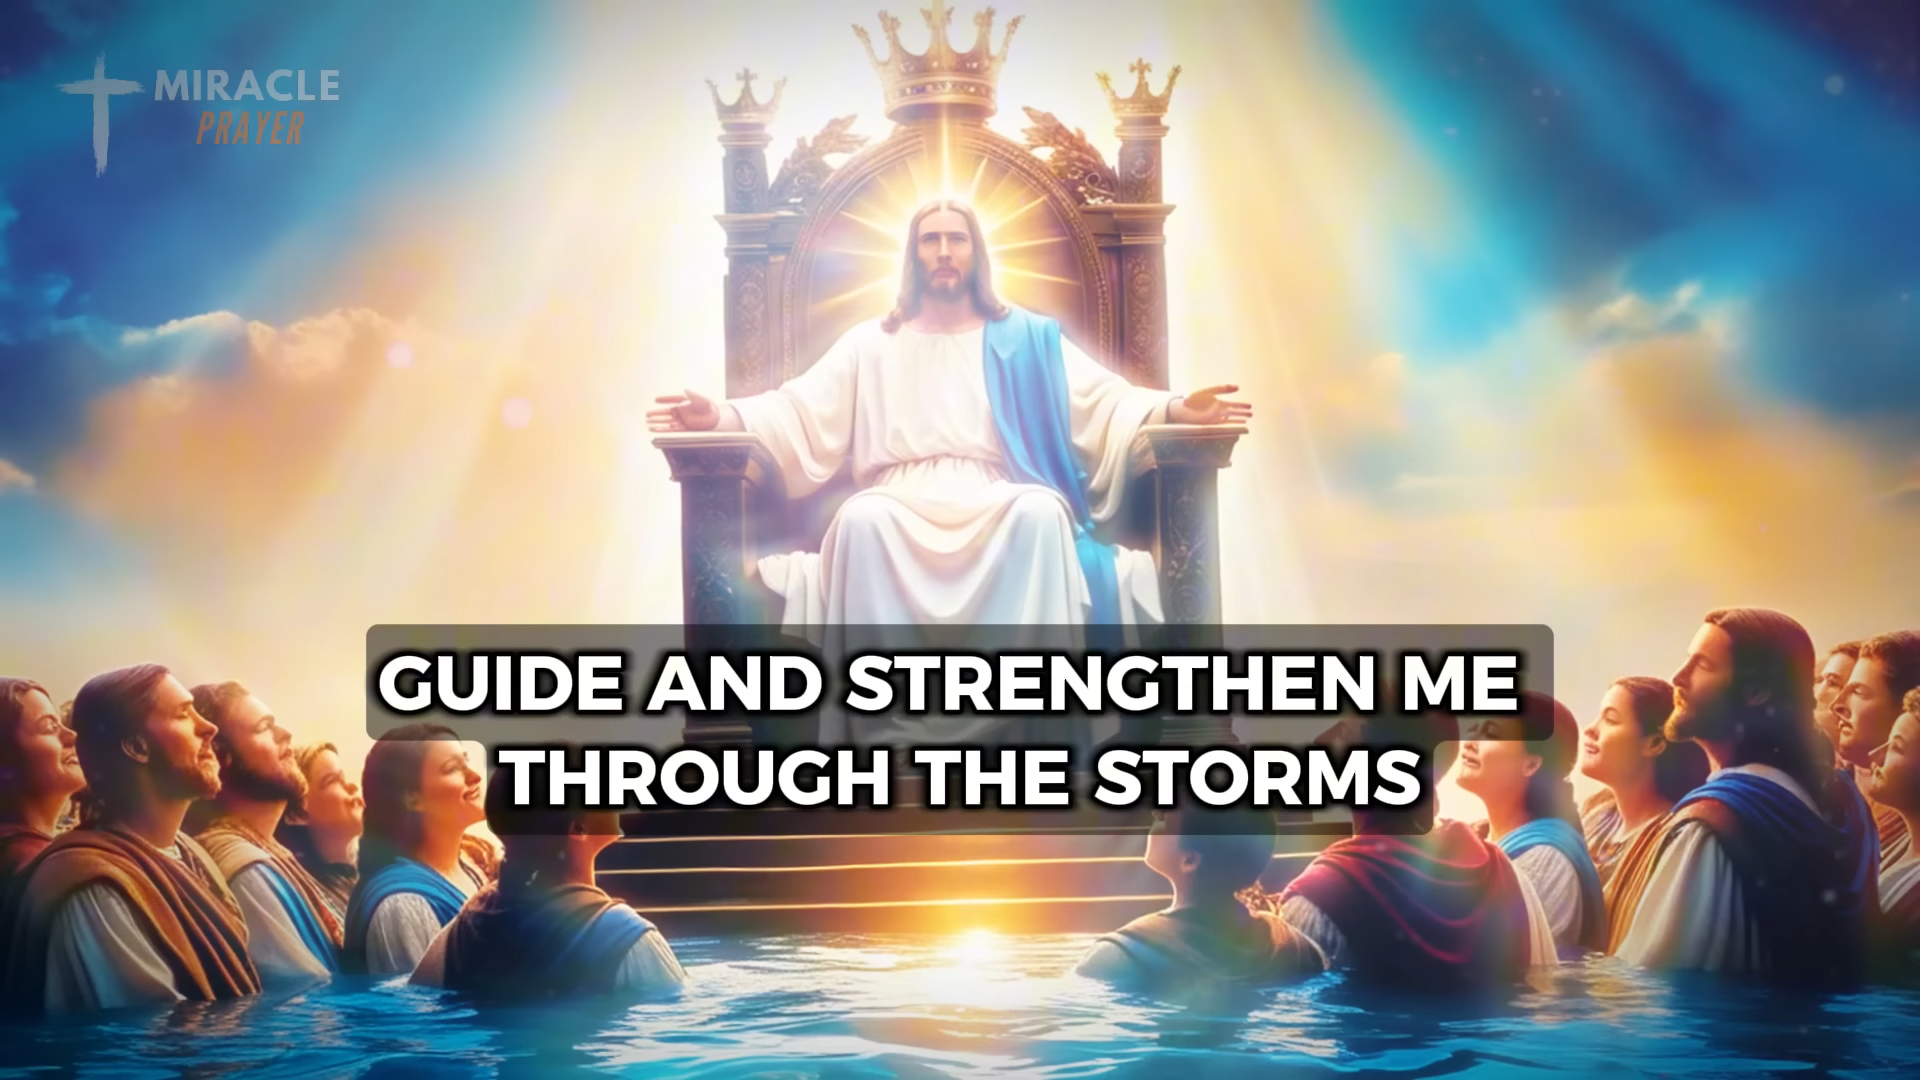 MIRACLE
PRAYER
GUIDE AND STRENGTHEN ME
THROUGH THE STORMS